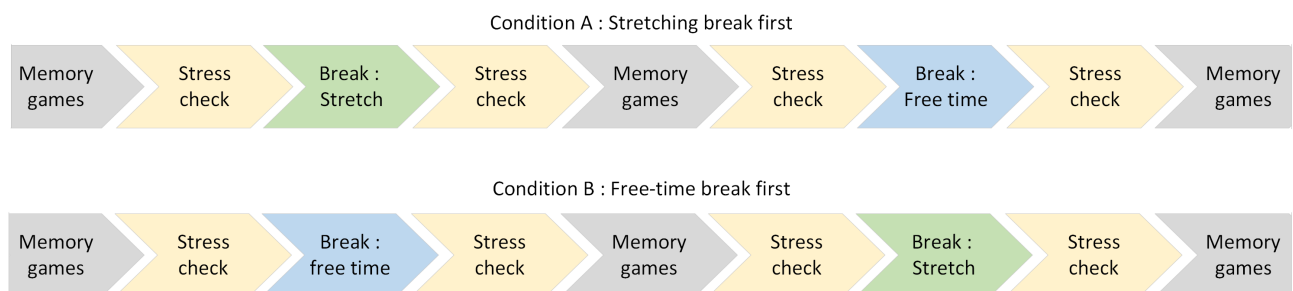 Condition A : Stretching break first
Memory games
Stress check
Break : Stretch
Stress check
Memory games
Stress check
Break : Free time
Stress check
Memory games
Condition B : Free-time break first
Memory games
Stress check
Break : free time
Stress check
Memory games
Stress check
Break : Stretch
Stress check
Memory games